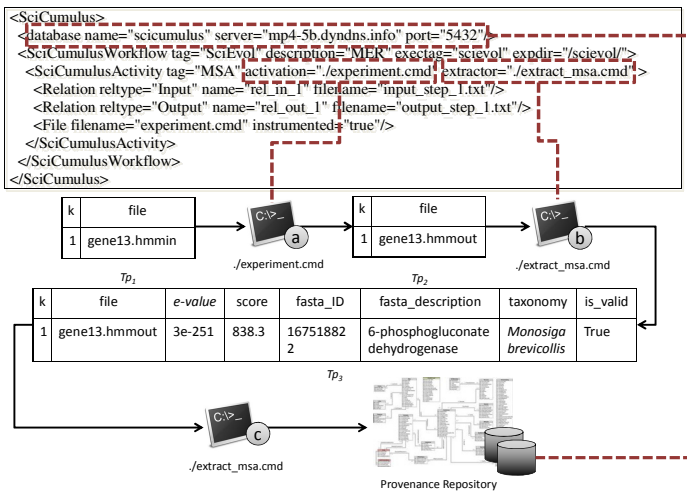 <SciCumulus>
<database name="scicumulus" server="mp4-5b.dyndns.info" port="5432"/>
<SciCumulusWorkflow tag="SciEvol" description="MER" exectag="scievol" expdir="/scievol/">
<SciCumulusActivity tag="MSA" activation="./experiment.cmd" extractor="./extract_msa.cmd" >
<Relation reltype="Input" name="rel_in_1" filename="input_step_1.txt"/>
<Relation reltype="Output" name="rel_out_1" filename="output_step_1.txt"/>
<File filename="experiment.cmd" instrumented="true"/>
</SciCumulusActivity>
</SciCumulusWorkflow>
</SciCumulus>
k file
1 gene13.hmmin
Tp1
C:\>_
a
./experiment.cmd
k file
1 gene13.hmmout
Tp2
C:\>_
b
./extract_msa.cmd
k file e-value score fasta_ID fasta_description taxonomy is_valid
1 gene13.hmmout 3e-251 838.3 16751882 6-phosphogluconate Monosiga True
2 dehydrogenase brevicollis
Tp3
C:\>_
c
./extract_msa.cmd
Provenance Repository